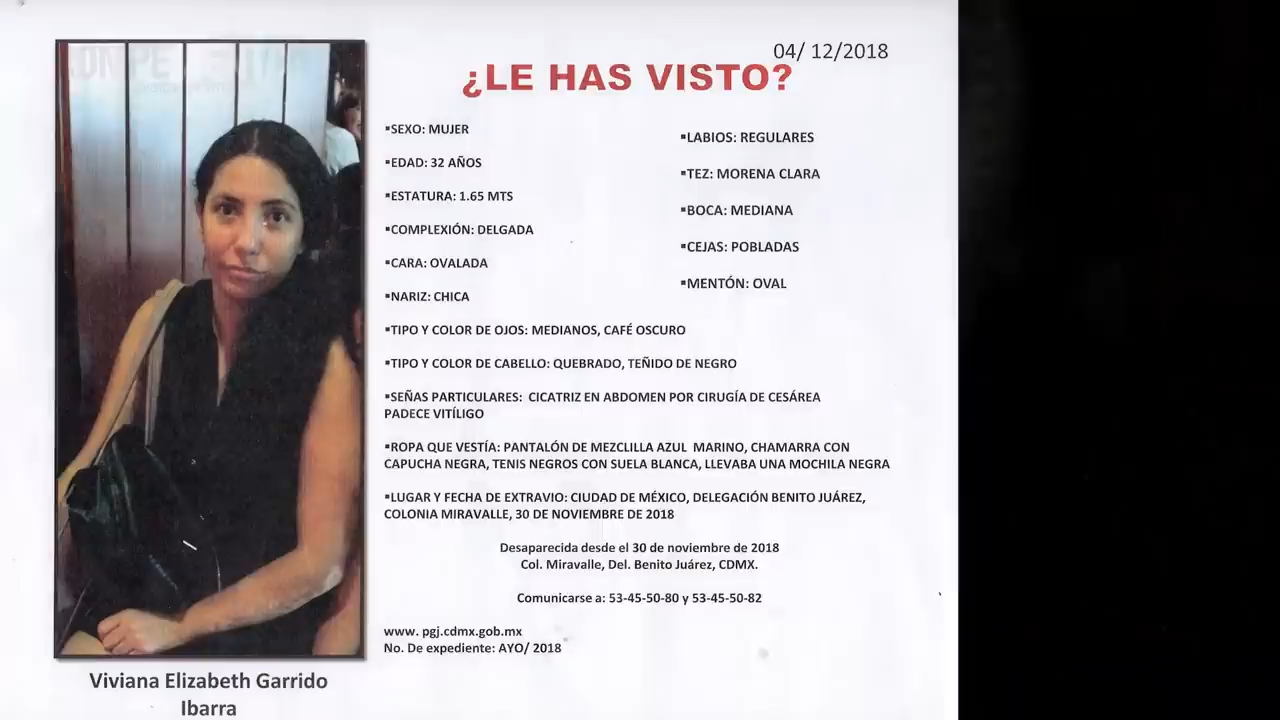 04/ 12/2018
¿LE HAS VISTO?
▪SEXO: MUJER
▪EDAD: 32 AÑOS
▪ESTATURA: 1.65 MTS
▪COMPLEXIÓN: DELGADA
▪CARA: OVALADA
▪NARIZ: CHICA
▪LABIOS: REGULARES
▪TEZ: MORENA CLARA
▪BOCA: MEDIANA
▪CEJAS: POBLADAS
▪MENTÓN: OVAL
▪TIPO Y COLOR DE OJOS: MEDIANOS, CAFÉ OSCURO
▪TIPO Y COLOR DE CABELLO: QUEBRADO, TEÑIDO DE NEGRO
▪SEÑAS PARTICULARES: CICATRIZ EN ABDOMEN POR CIRUGÍA DE CESÁREA
PADECE VITÍLIGO
▪ROPA QUE VESTÍA: PANTALÓN DE MEZCLILLA AZUL MARINO, CHAMARRA CON
CAPUCHA NEGRA, TENIS NEGROS CON SUELA BLANCA, LLEVABA UNA MOCHILA NEGRA
▪LUGAR Y FECHA DE EXTRAVIO: CIUDAD DE MÉXICO, DELEGACIÓN BENITO JUÁREZ,
COLONIA MIRAVALLE, 30 DE NOVIEMBRE DE 2018
Desaparecida desde el 30 de noviembre de 2018
Col. Miravalle, Del. Benito Juárez, CDMX.
Comunicarse a: 53-45-50-80 y 53-45-50-82
www. pgj.cdmx.gob.mx
No. De expediente: AYO/ 2018
Viviana Elizabeth Garrido
Ibarra